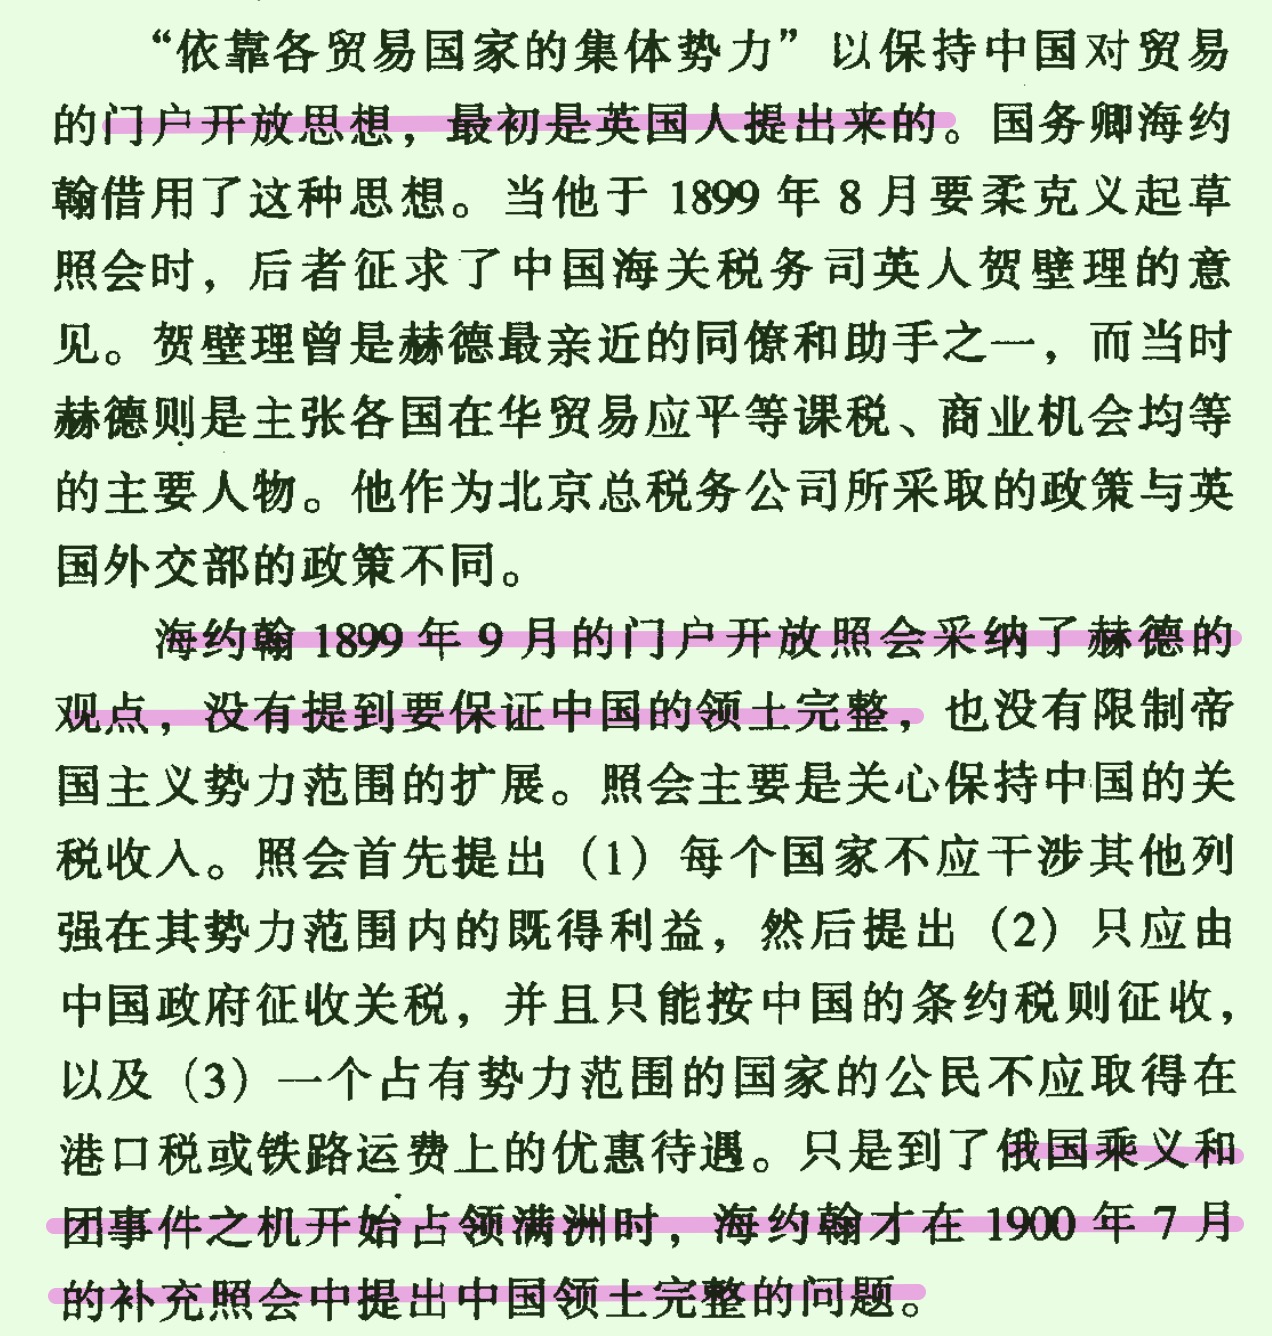 “依靠各贸易国家的集体势力”以保持中国对贸易
的门户开放思想，最初是英国人提出来的。国务卿海约
翰借用了这种思想。当他于 1899 年 8 月要柔克义起草
照会时，后者征求了中国海关税务司英人贺壁理的意
见。贺壁理曾是赫德最亲近的同僚和助手之一，而当时
赫德则是主张各国在华贸易应平等课税、商业机会均等
的主要人物。他作为北京总税务公司所采取的政策与英
国外交部的政策不同。
海约翰 1899 年 9 月的门户开放照会采纳了赫德的
观点，没有提到要保证中国的领土完整，也没有限制帝
国主义势力范围的扩展。照会主要是关心保持中国的关
税收入。照会首先提出（1）每个国家不应干涉其他列
强在其势力范围内的既得利益，然后提出（2）只应由
中国政府征收关税，并且只能按中国的条约税则征收，
以及（3）一个占有势力范围的国家的公民不应取得在
港口税或铁路运费上的优惠待遇。只是到了俄国乘义和
团事件之机开始占领满洲时，海约翰才在 1900 年 7 月
的补充照会中提出中国领土完整的问题。